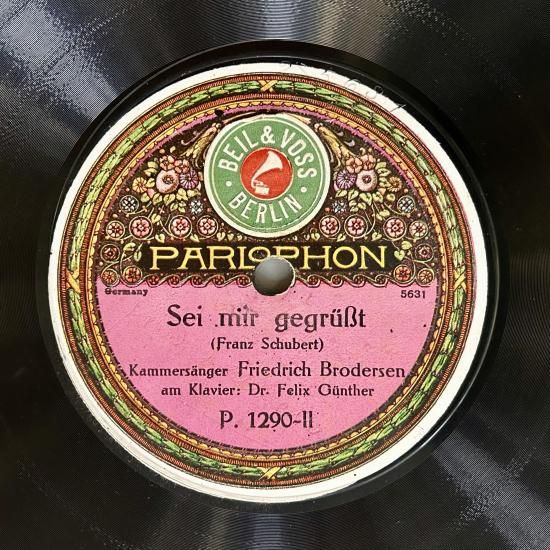 BEIL & VOSS
· BERLIN ·
PARLOPHON
Germany
5631
Sei mir gegrüßt
(Franz Schubert)
Kammersänger Friedrich Brodersen
am Klavier: Dr. Felix Günther
P. 1290-II